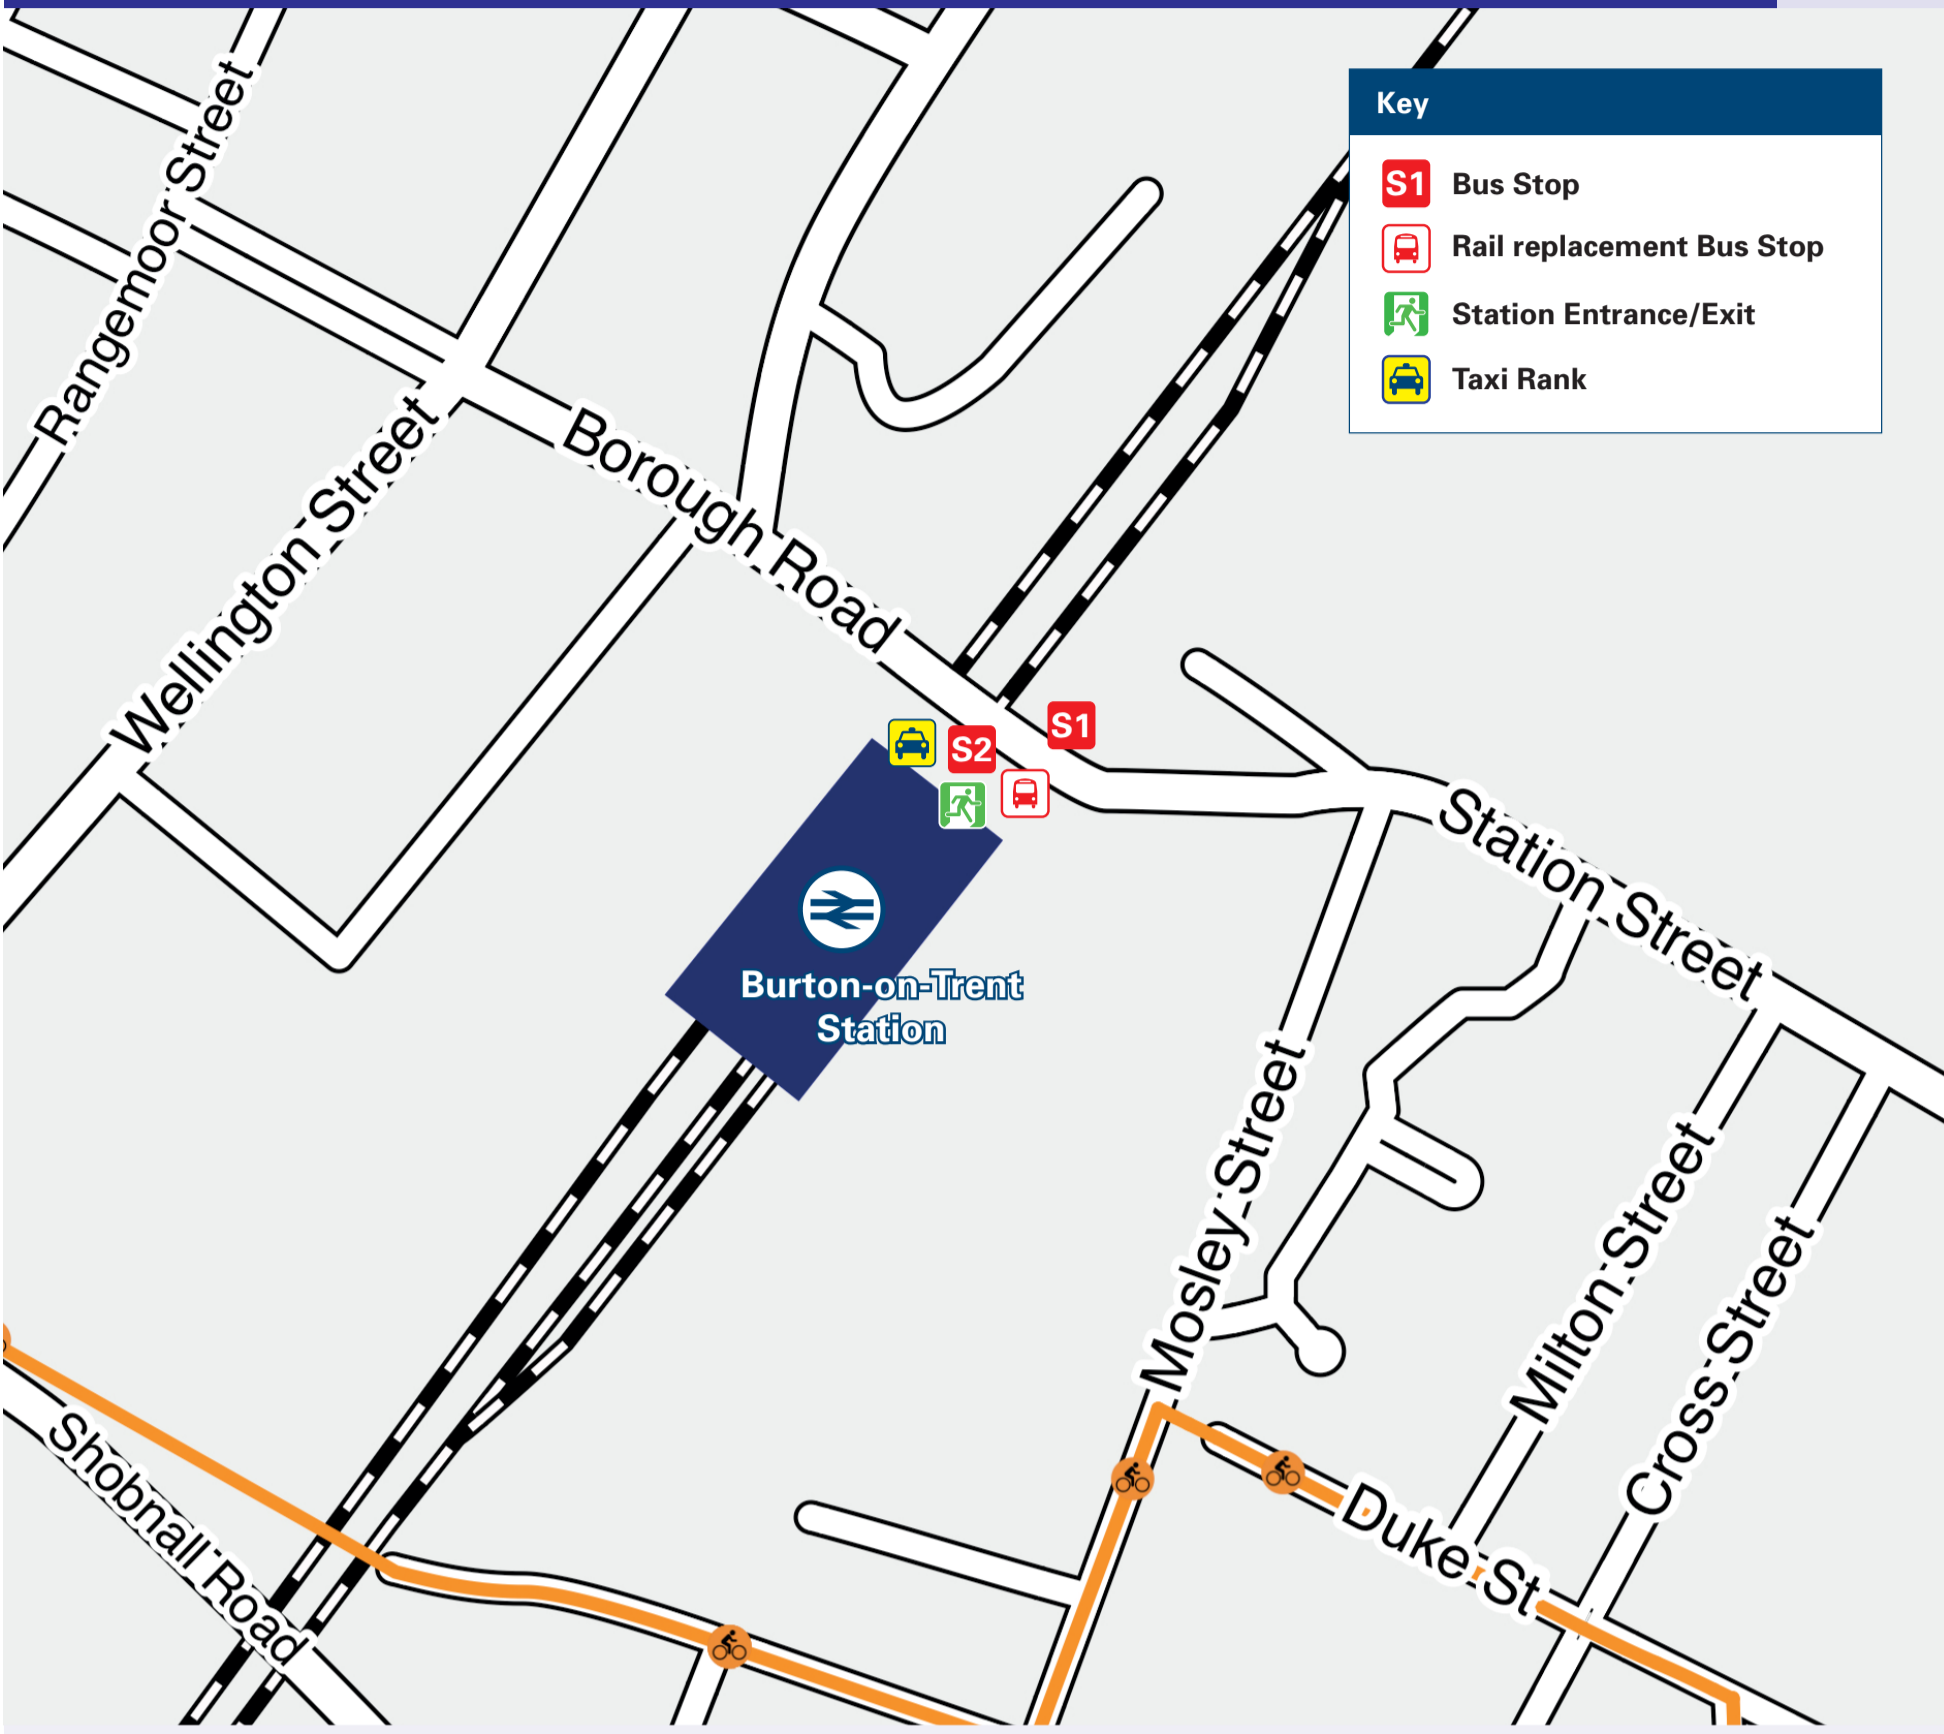 Key
S1 Bus Stop
Rail replacement Bus Stop
Station Entrance/Exit
Taxi Rank
Rangemoor Street
Wellington Street
Borough Road
S1
S2
Station Street
Burton-on-Trent
Station
Mosley Street
Milton Street
Cross Street
Shobnall Road
Duke St